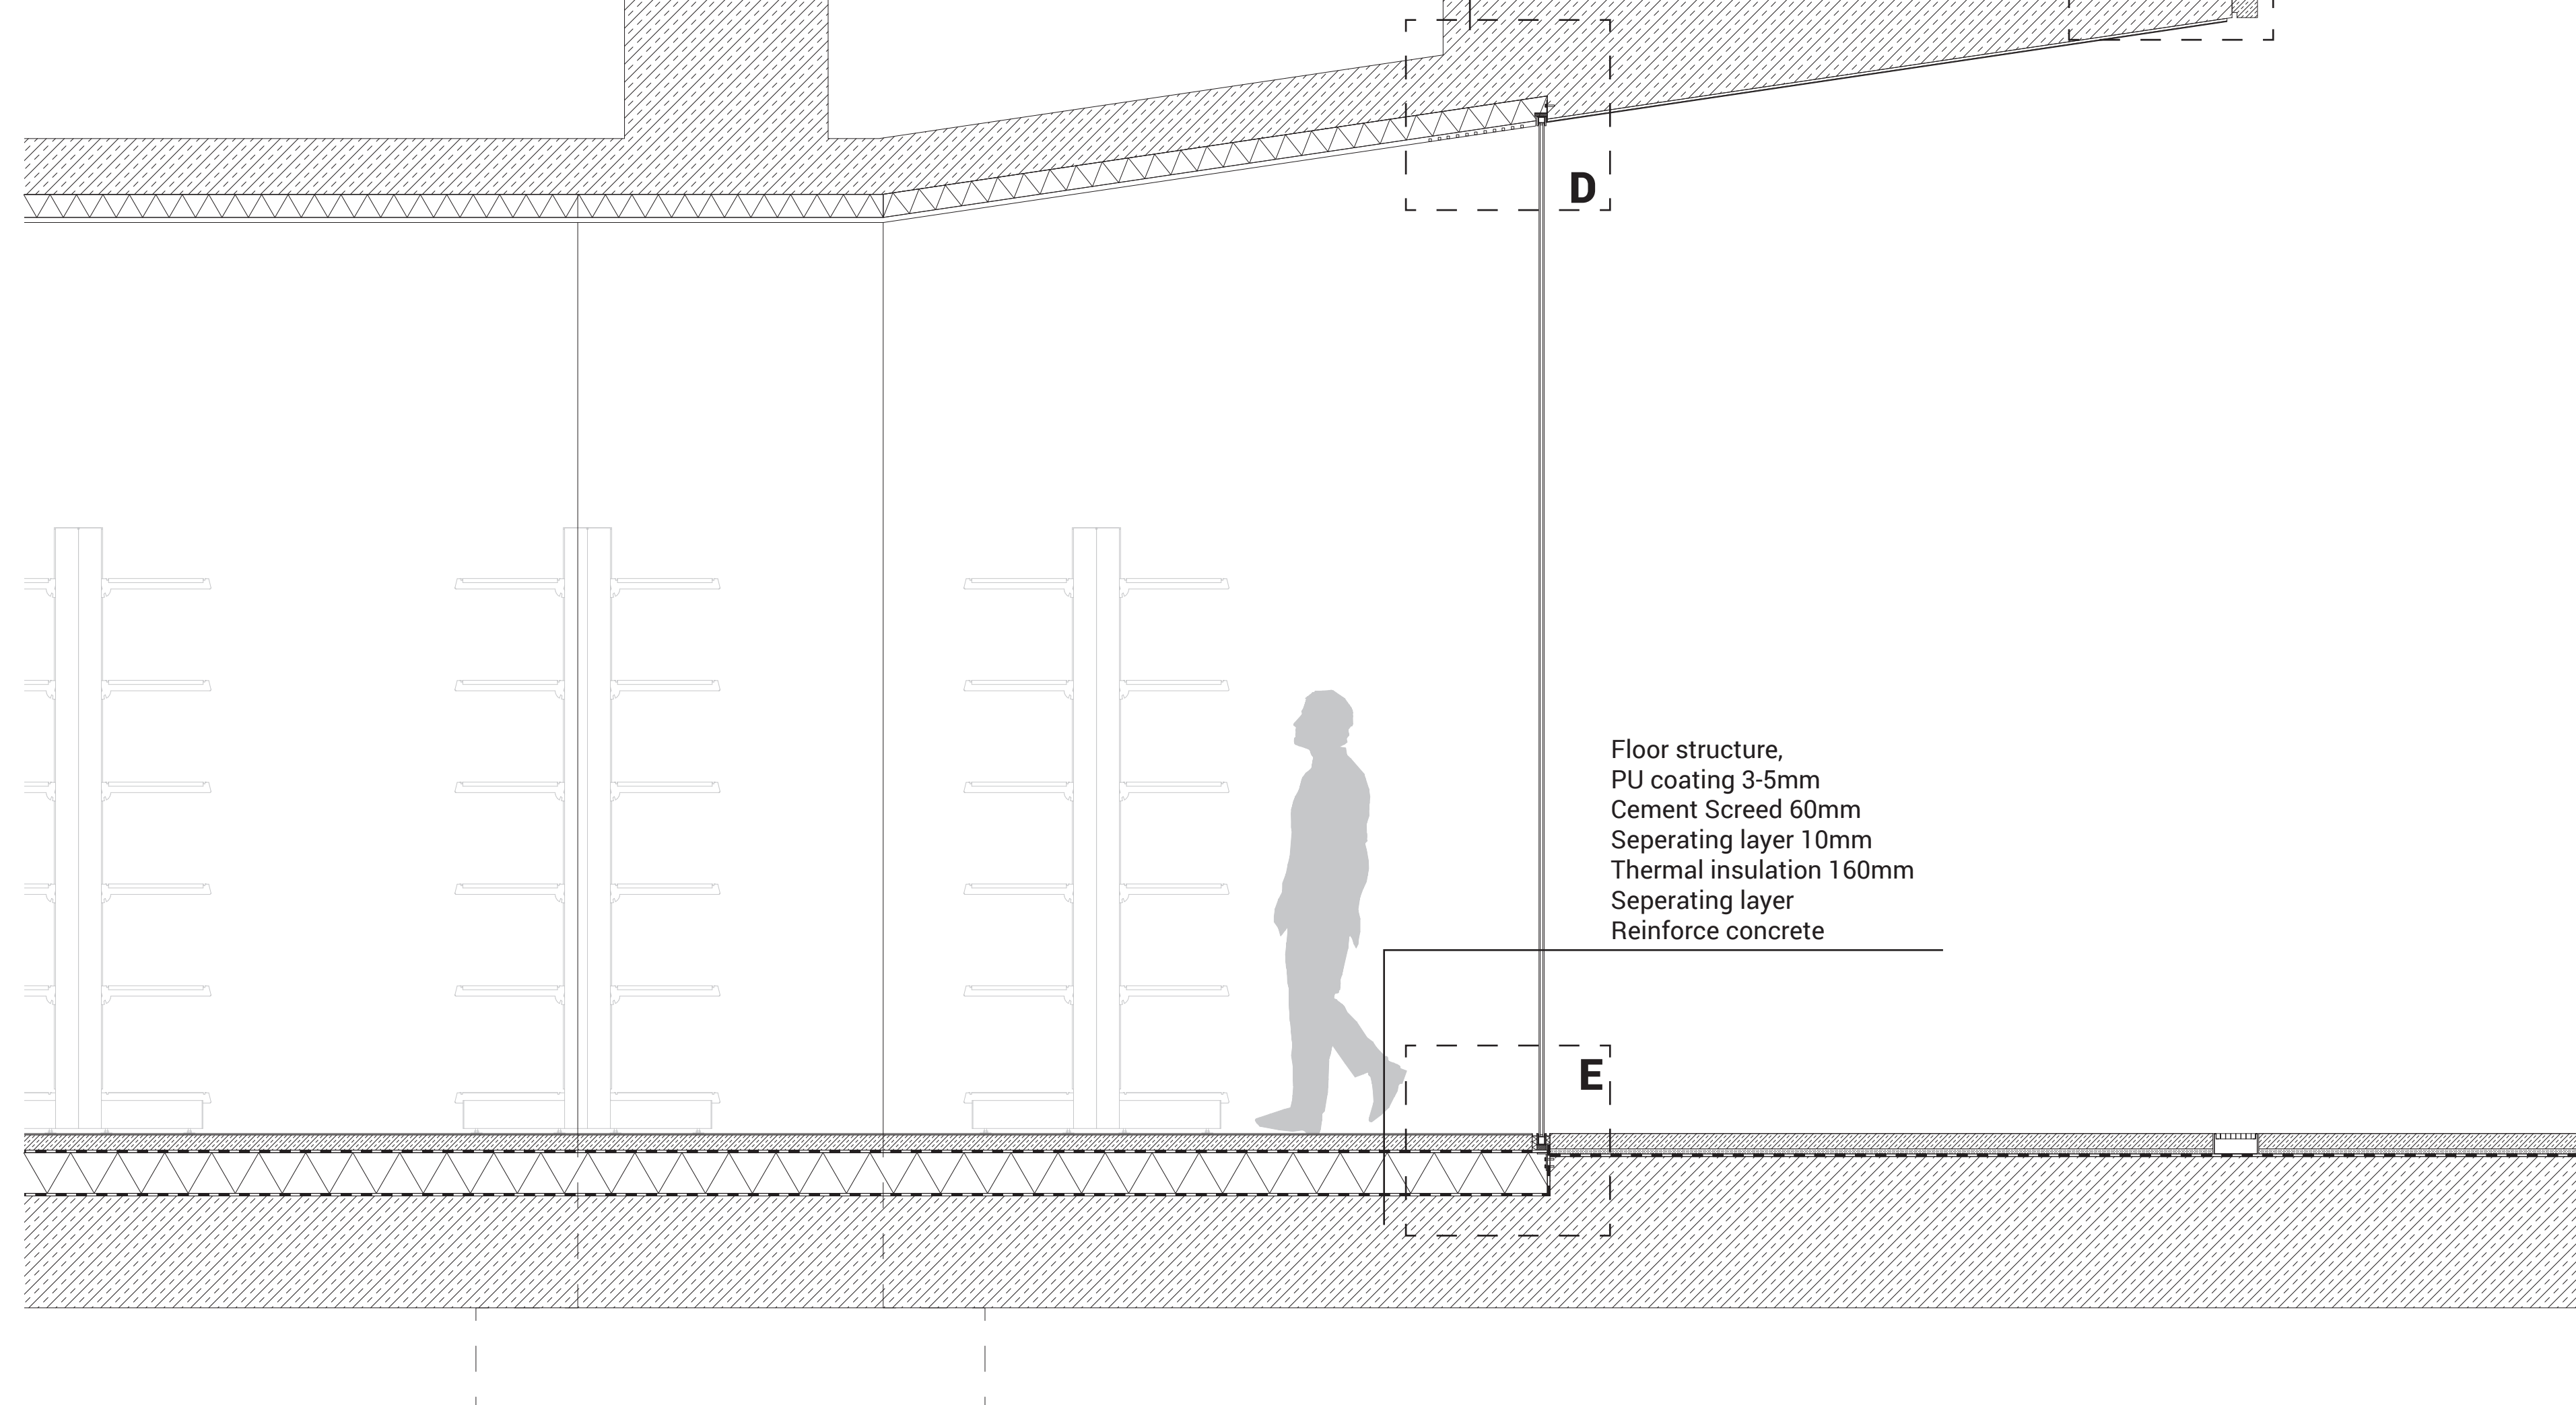 D
Floor structure,
PU coating 3-5mm
Cement Screed 60mm
Seperating layer 10mm
Thermal insulation 160mm
Seperating layer
Reinforce concrete
E